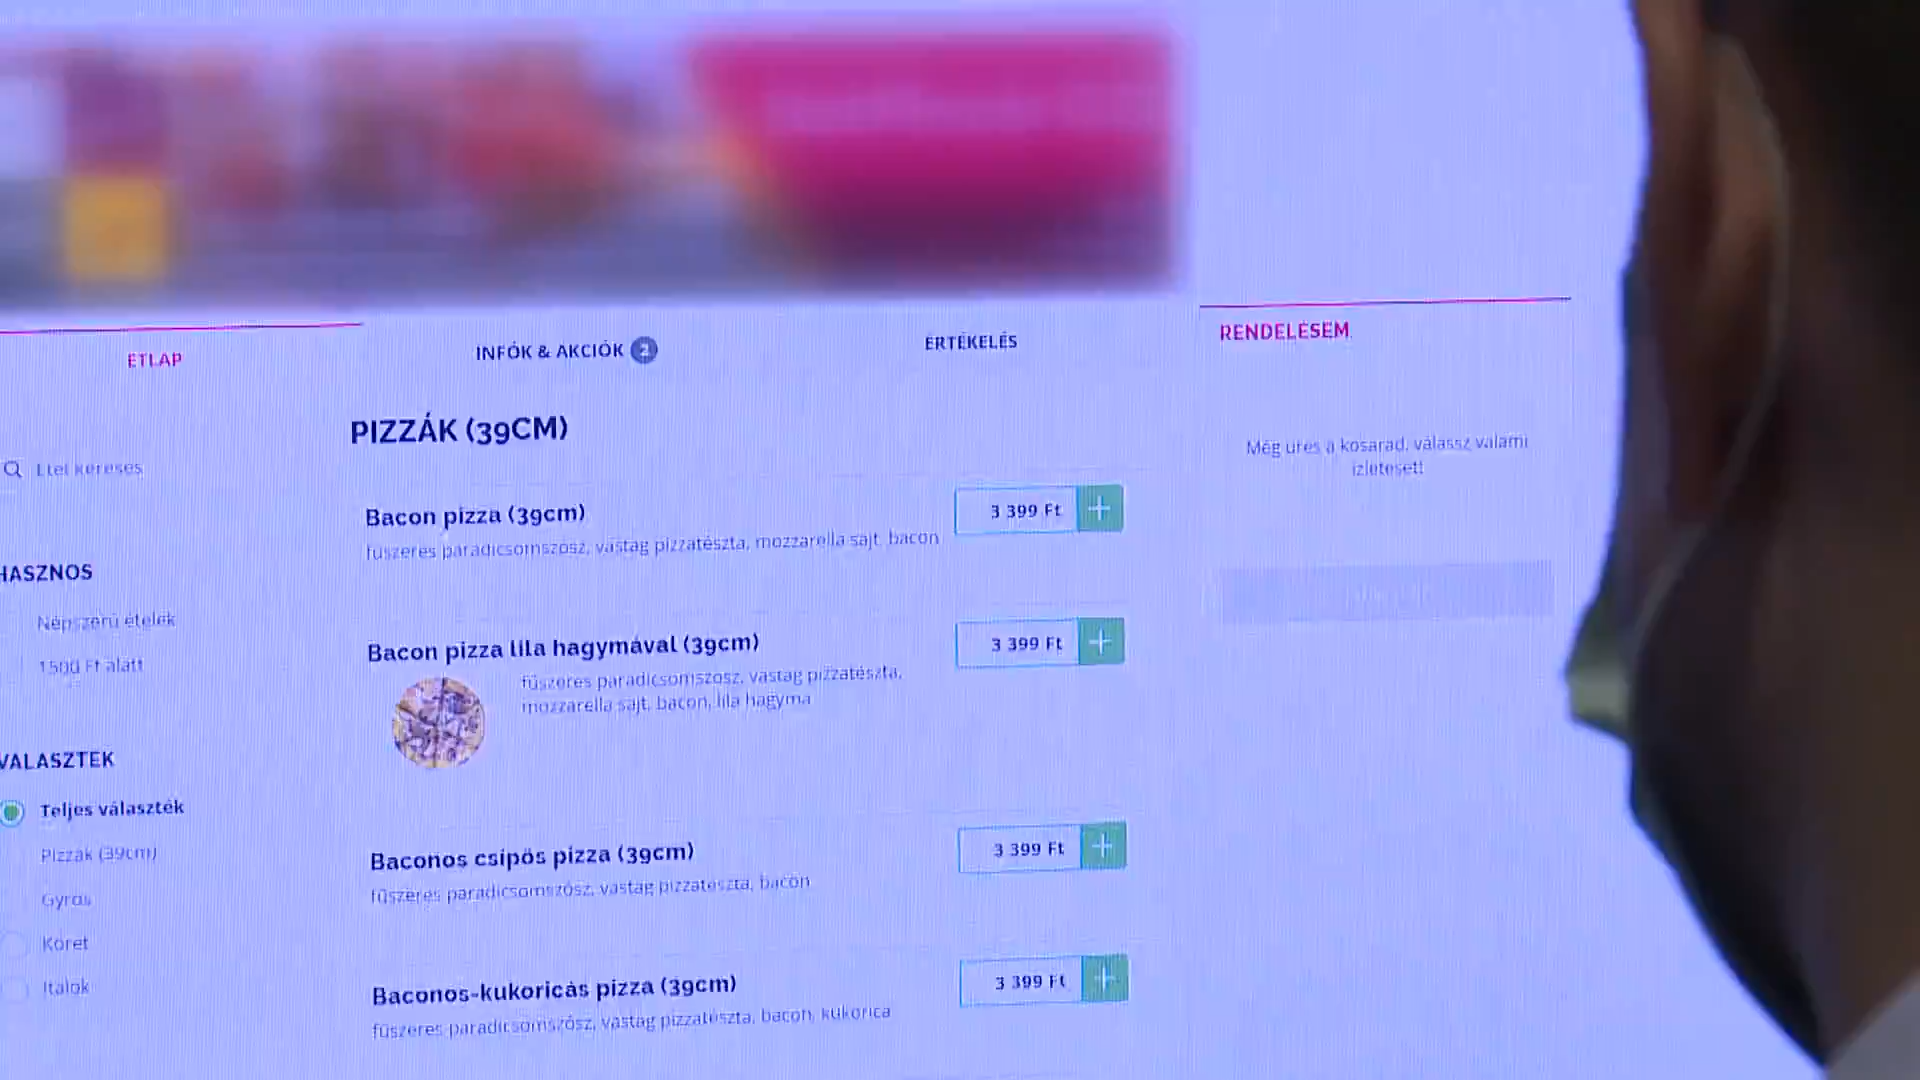 ÉTLAP
INFÓK & AKCIÓK 2
ÉRTÉKELÉS
RENDELÉSEM
PIZZÁK (39CM)
Étel keresés
Még üres a kosarad, válassz valami
ízleteset!
Bacon pizza (39cm)
3 399 Ft +
fűszeres paradicsomszósz, vastag pizzatészta, mozzarella sajt, bacon
HASZNOS
Népszerű ételek
1500 Ft alatt
Bacon pizza lila hagymával (39cm)
3 399 Ft +
fűszeres paradicsomszósz, vastag pizzatészta,
mozzarella sajt, bacon, lila hagyma
VÁLASZTÉK
Teljes választék
Pizzák (39cm)
Gyros
Köret
Italok
Baconos csípős pizza (39cm)
3 399 Ft +
fűszeres paradicsomszósz, vastag pizzatészta, bacon
Baconos-kukoricás pizza (39cm)
3 399 Ft +
fűszeres paradicsomszósz, vastag pizzatészta, bacon, kukorica